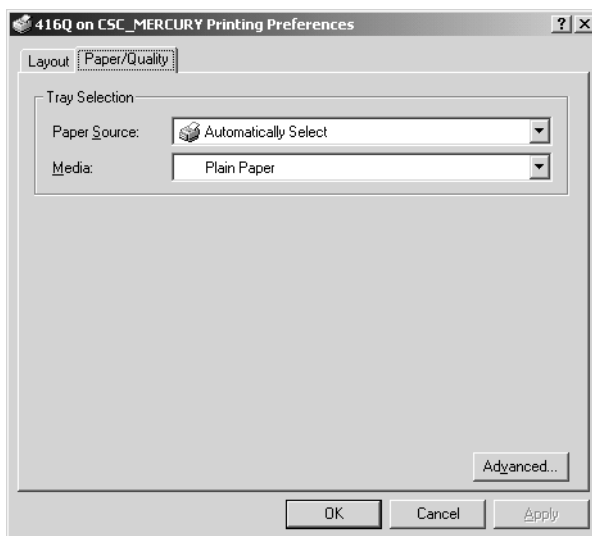 416Q on CSC_MERCURY Printing Preferences
Layout Paper/Quality
Tray Selection
Paper Source: Automatically Select
Media: Plain Paper
Advanced...
OK Cancel Apply